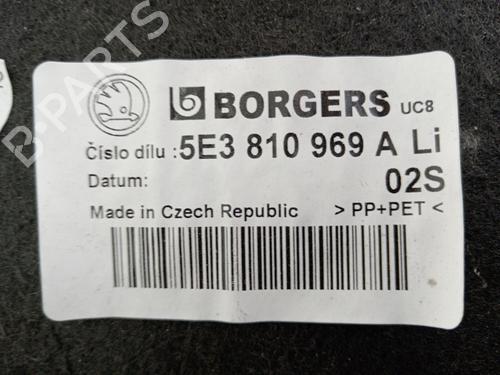 BORGERS UC8
Číslo dílu :5E3 810 969 A Li
Datum: 02S
Made in Czech Republic > PP+PET <
B-PARTS